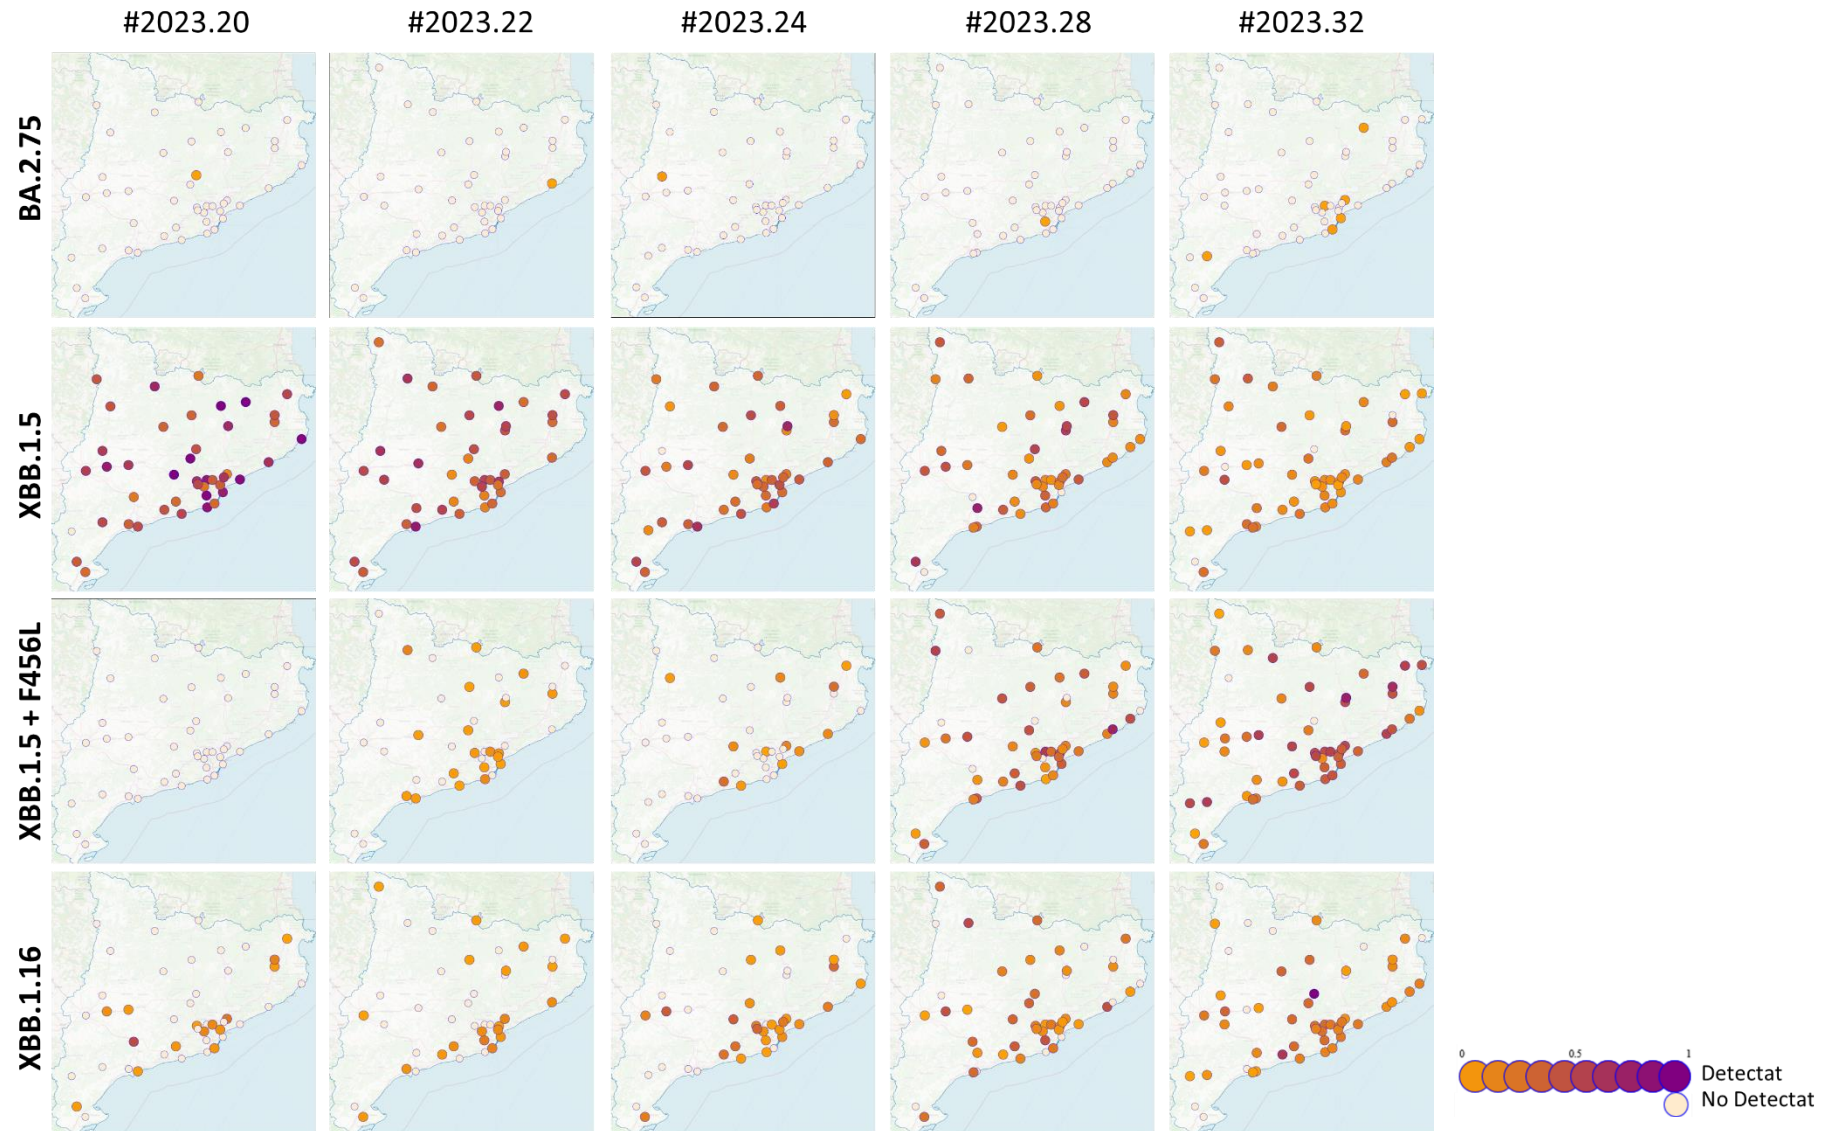 #2023.20 #2023.22 #2023.24 #2023.28 #2023.32
BA.2.75
XBB.1.5
XBB.1.5 + F456L
XBB.1.16
0 0.5 1
Detectat
No Detectat